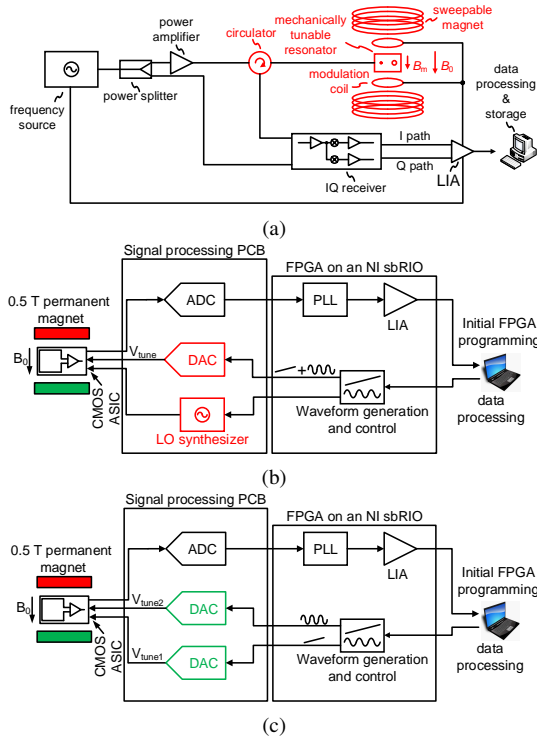 sweepable
magnet
mechanically
tunable
resonator
power
amplifier
circulator
Bm B0
modulation
coil
data
processing
&
storage
power splitter
frequency
source
I path
Q path
LIA
IQ receiver
(a)
Signal processing PCB
FPGA on an NI sbRIO
0.5 T permanent
magnet
ADC
PLL
LIA
Initial FPGA
programming
B0
Vtune
DAC
+
CMOS
ASIC
LO synthesizer
Waveform generation
and control
data
processing
(b)
Signal processing PCB
FPGA on an NI sbRIO
0.5 T permanent
magnet
ADC
PLL
LIA
Initial FPGA
programming
B0
Vtune2
DAC
CMOS
ASIC
Vtune1
DAC
Waveform generation
and control
data
processing
(c)